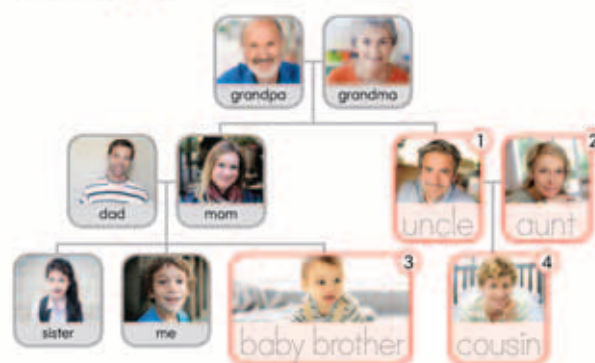 grandpa grandma
1 2
dad mom uncle aunt
3 4
sister me baby brother cousin